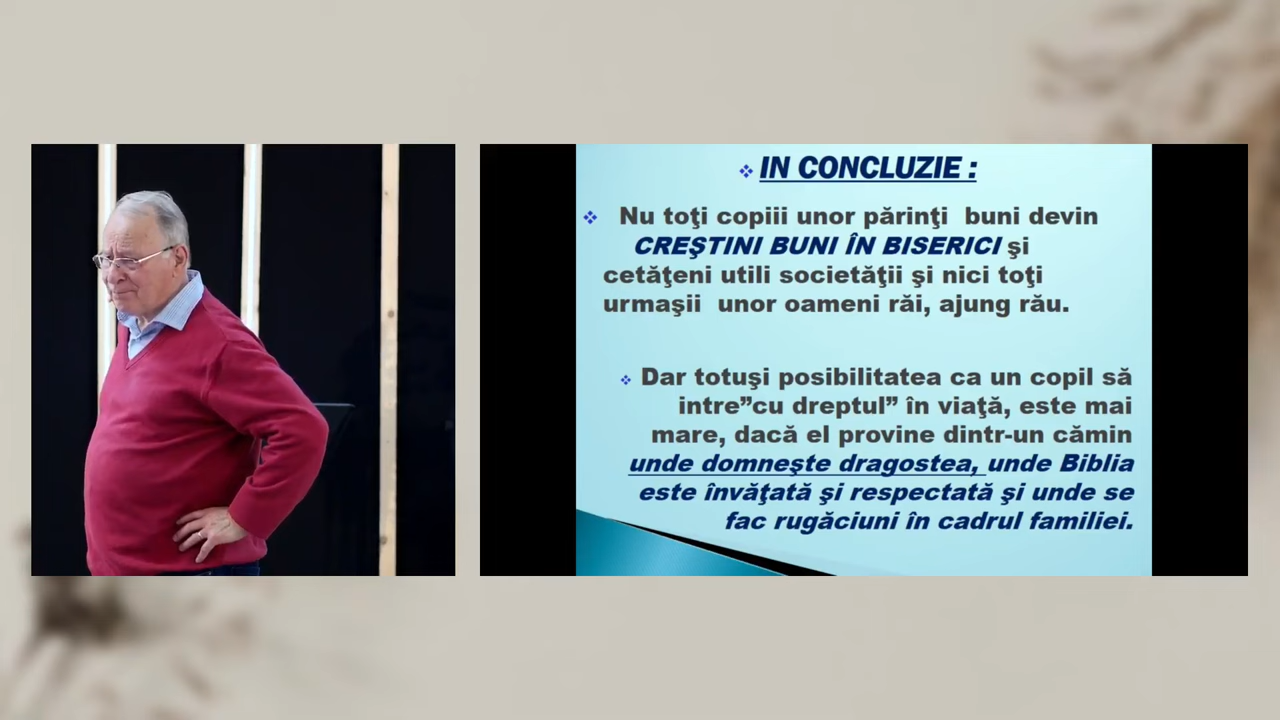 IN CONCLUZIE :
Nu toţi copiii unor părinţi buni devin
CREŞTINI BUNI ÎN BISERICI şi
cetăţeni utili societăţii şi nici toţi
urmaşii unor oameni răi, ajung rău.
Dar totuşi posibilitatea ca un copil să
intre”cu dreptul” în viaţă, este mai
mare, dacă el provine dintr-un cămin
unde domneşte dragostea, unde Biblia
este învăţată şi respectată şi unde se
fac rugăciuni în cadrul familiei.